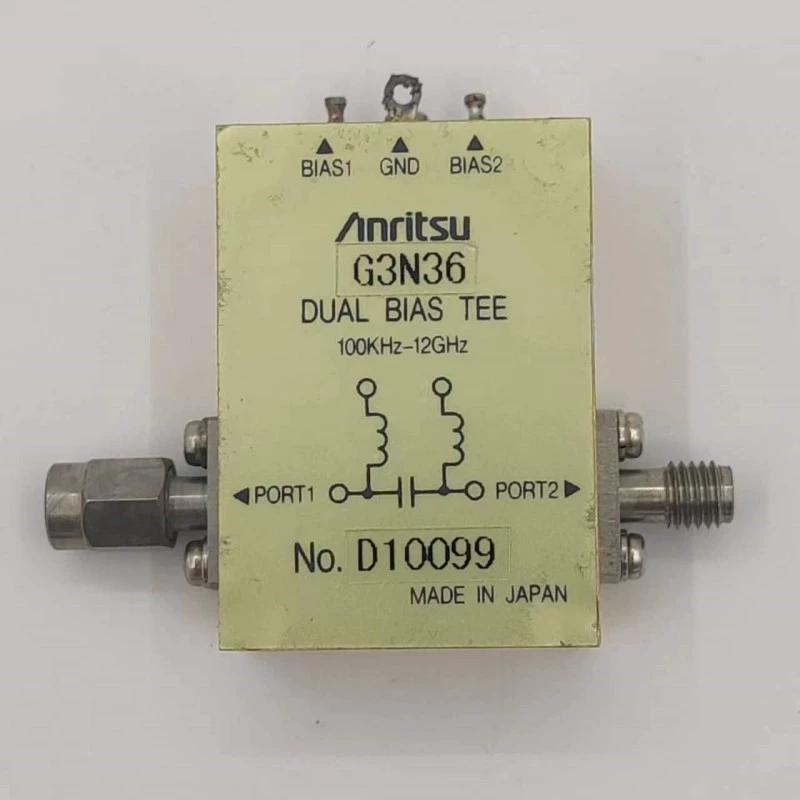 ▲ ▲ ▲
BIAS1 GND BIAS2
Anritsu
G3N36
DUAL BIAS TEE
100KHz-12GHz
◀PORT1 PORT2▶
No. D10099
MADE IN JAPAN